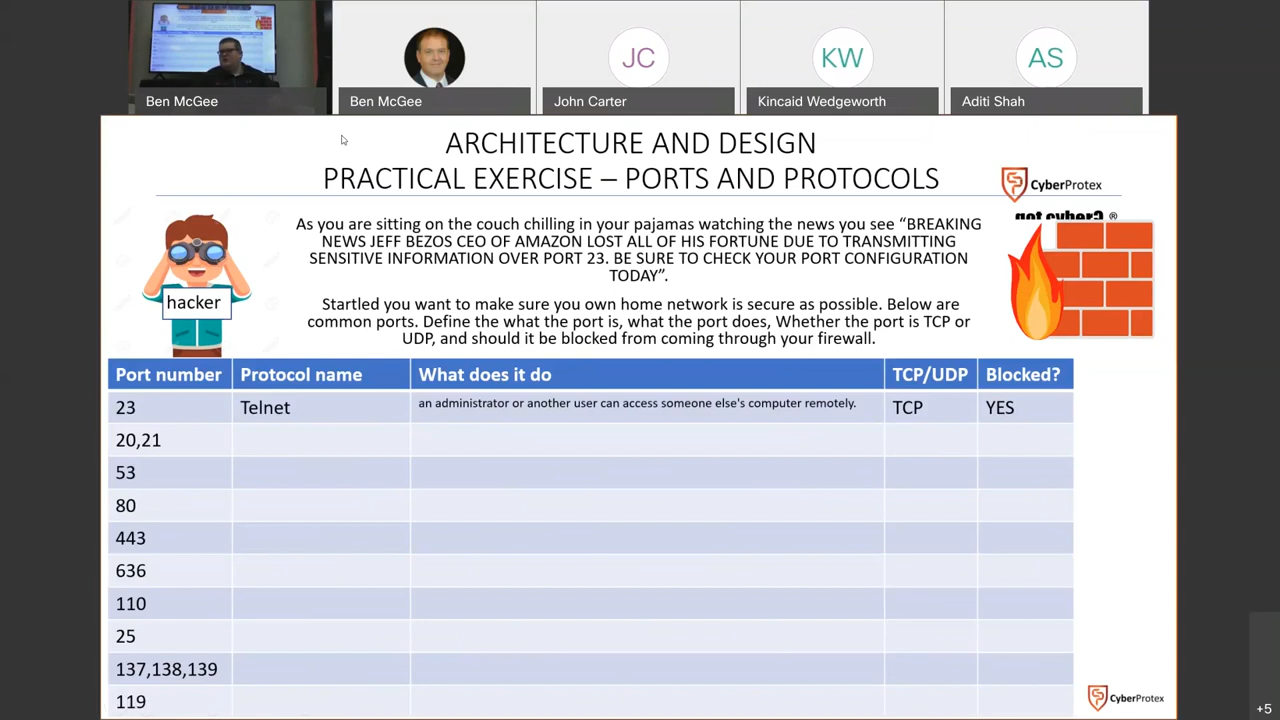 Ben McGee
Ben McGee
JC
John Carter
KW
Kincaid Wedgeworth
AS
Aditi Shah
ARCHITECTURE AND DESIGN
PRACTICAL EXERCISE – PORTS AND PROTOCOLS
CyberProtex
got cyber? ®
As you are sitting on the couch chilling in your pajamas watching the news you see “BREAKING
NEWS JEFF BEZOS CEO OF AMAZON LOST ALL OF HIS FORTUNE DUE TO TRANSMITTING
SENSITIVE INFORMATION OVER PORT 23. BE SURE TO CHECK YOUR PORT CONFIGURATION
TODAY”.
hacker
Startled you want to make sure you own home network is secure as possible. Below are
common ports. Define the what the port is, what the port does, Whether the port is TCP or
UDP, and should it be blocked from coming through your firewall.
Port number Protocol name What does it do TCP/UDP Blocked?
23 Telnet an administrator or another user can access someone else's computer remotely. TCP YES
20,21
53
80
443
636
110
25
137,138,139
119
CyberProtex
+5